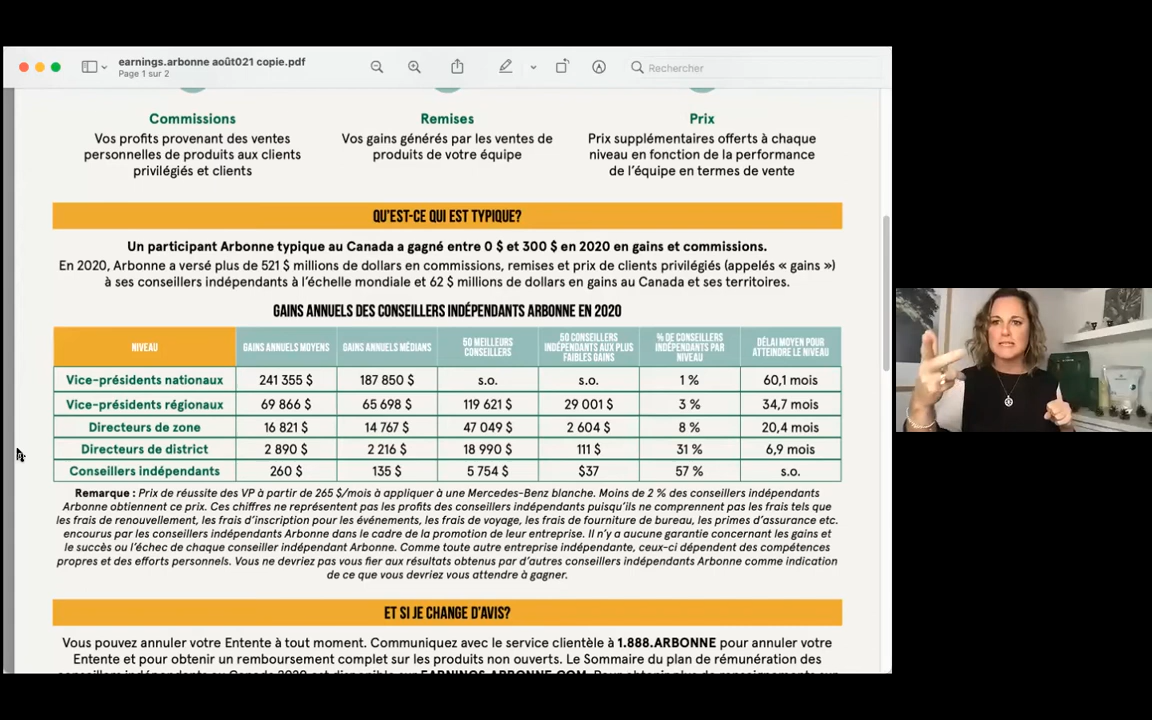 earnings.arbonne août021 copie.pdf
Page 1 sur 2
Rechercher
Commissions
Vos profits provenant des ventes
personnelles de produits aux clients
privilégiés et clients
Remises
Vos gains générés par les ventes de
produits de votre équipe
Prix
Prix supplémentaires offerts à chaque
niveau en fonction de la performance
de l'équipe en termes de vente
QU'EST-CE QUI EST TYPIQUE?
Un participant Arbonne typique au Canada a gagné entre 0 $ et 300 $ en 2020 en gains et commissions.
En 2020, Arbonne a versé plus de 521 $ millions de dollars en commissions, remises et prix de clients privilégiés (appelés « gains »)
à ses conseillers indépendants à l'échelle mondiale et 62 $ millions de dollars en gains au Canada et ses territoires.
GAINS ANNUELS DES CONSEILLERS INDÉPENDANTS ARBONNE EN 2020
NIVEAU GAINS ANNUELS MOYENS GAINS ANNUELS MÉDIANS 50 MEILLEURS CONSEILLERS 50 CONSEILLERS INDÉPENDANTS AUX PLUS FAIBLES GAINS % DE CONSEILLERS INDÉPENDANTS PAR NIVEAU DÉLAI MOYEN POUR ATTEINDRE LE NIVEAU
Vice-présidents nationaux 241 355 $ 187 850 $ s.o. s.o. 1 % 60,1 mois
Vice-présidents régionaux 69 866 $ 65 698 $ 119 621 $ 29 001 $ 3 % 34,7 mois
Directeurs de zone 16 821 $ 14 767 $ 47 049 $ 2 604 $ 8 % 20,4 mois
Directeurs de district 2 890 $ 2 216 $ 18 990 $ 111 $ 31 % 6,9 mois
Conseillers indépendants 260 $ 135 $ 5 754 $ $37 57 % s.o.
Remarque : Prix de réussite des VP à partir de 265 $/mois à appliquer à une Mercedes-Benz blanche. Moins de 2 % des conseillers indépendants
Arbonne obtiennent ce prix. Ces chiffres ne représentent pas les profits des conseillers indépendants puisqu'ils ne comprennent pas les frais tels que
les frais de renouvellement, les frais d'inscription pour les événements, les frais de voyage, les frais de fourniture de bureau, les primes d'assurance etc.
encourus par les conseillers indépendants Arbonne dans le cadre de la promotion de leur entreprise. Il n'y a aucune garantie concernant les gains et
le succès ou l'échec de chaque conseiller indépendant Arbonne. Comme toute autre entreprise indépendante, ceux-ci dépendent des compétences
propres et des efforts personnels. Vous ne devriez pas vous fier aux résultats obtenus par d'autres conseillers indépendants Arbonne comme indication
de ce que vous devriez vous attendre à gagner.
ET SI JE CHANGE D'AVIS?
Vous pouvez annuler votre Entente à tout moment. Communiquez avec le service clientèle à 1.888.ARBONNE pour annuler votre
Entente et pour obtenir un remboursement complet sur les produits non ouverts. Le Sommaire du plan de rémunération des